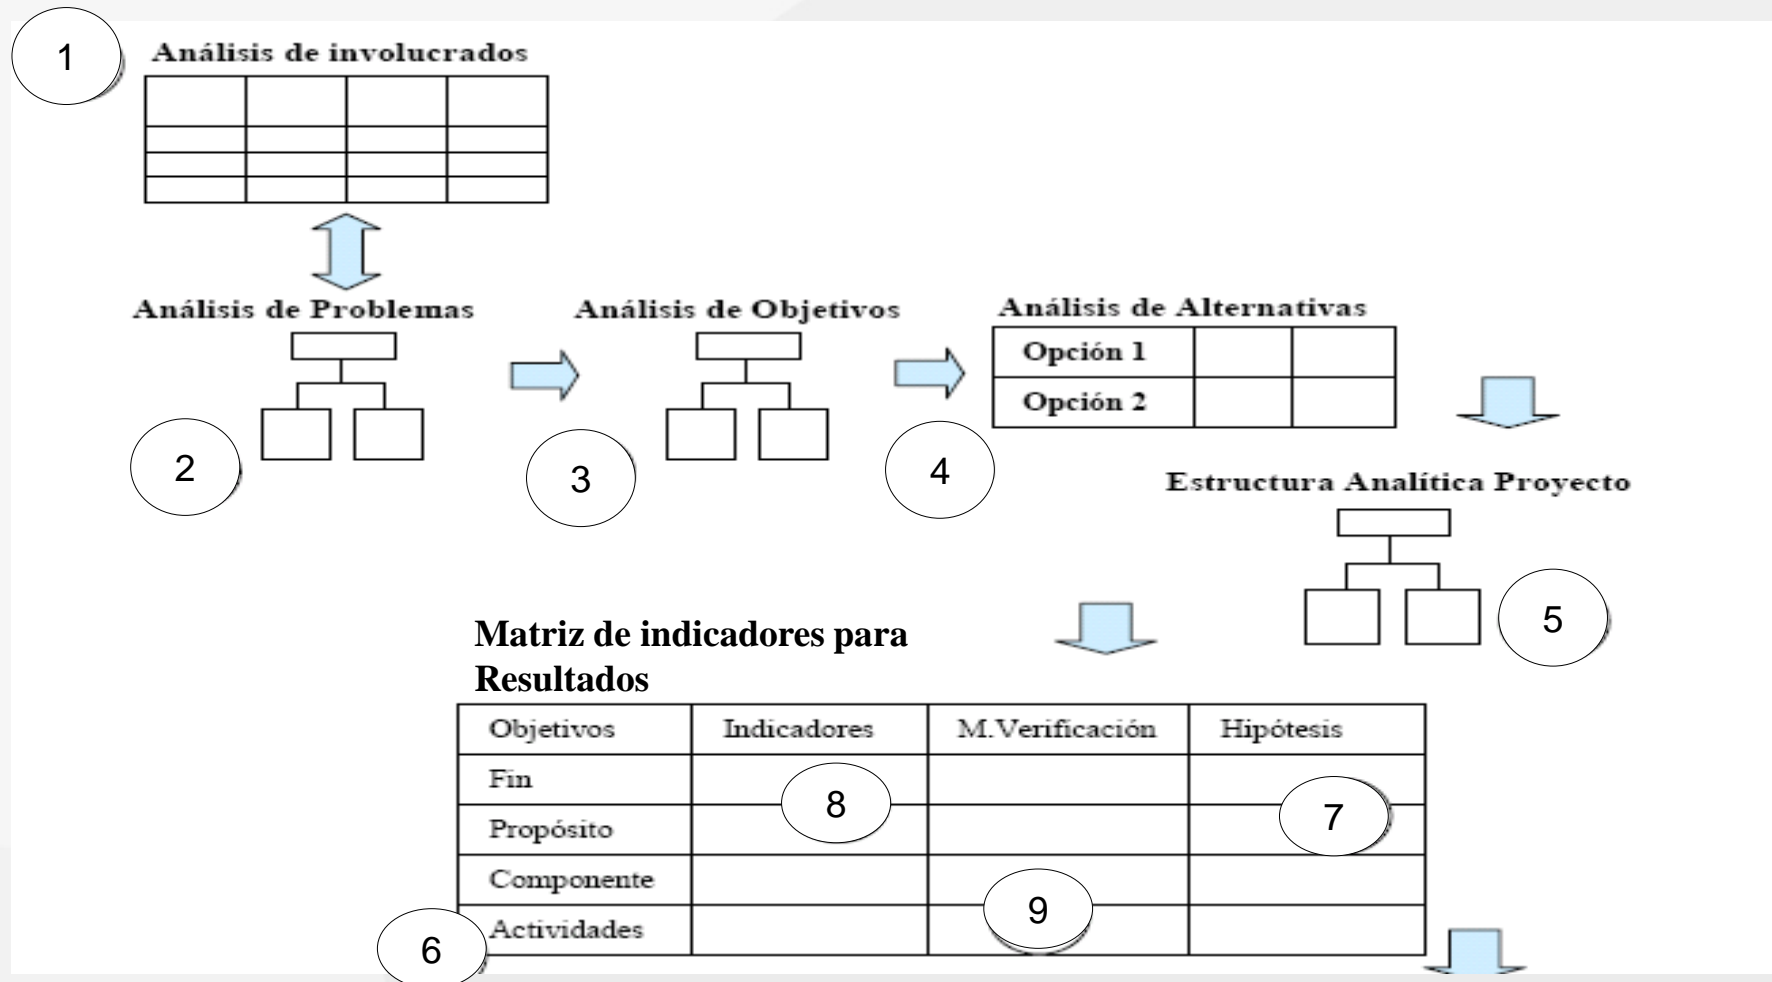 1
Análisis de involucrados
Análisis de Problemas
Análisis de Objetivos
Análisis de Alternativas
Opción 1
Opción 2
2
3
4
Estructura Analítica Proyecto
5
Matriz de indicadores para
Resultados
Objetivos Indicadores M.Verificación Hipótesis
Fin
8
7
Propósito
Componente
9
Actividades
6